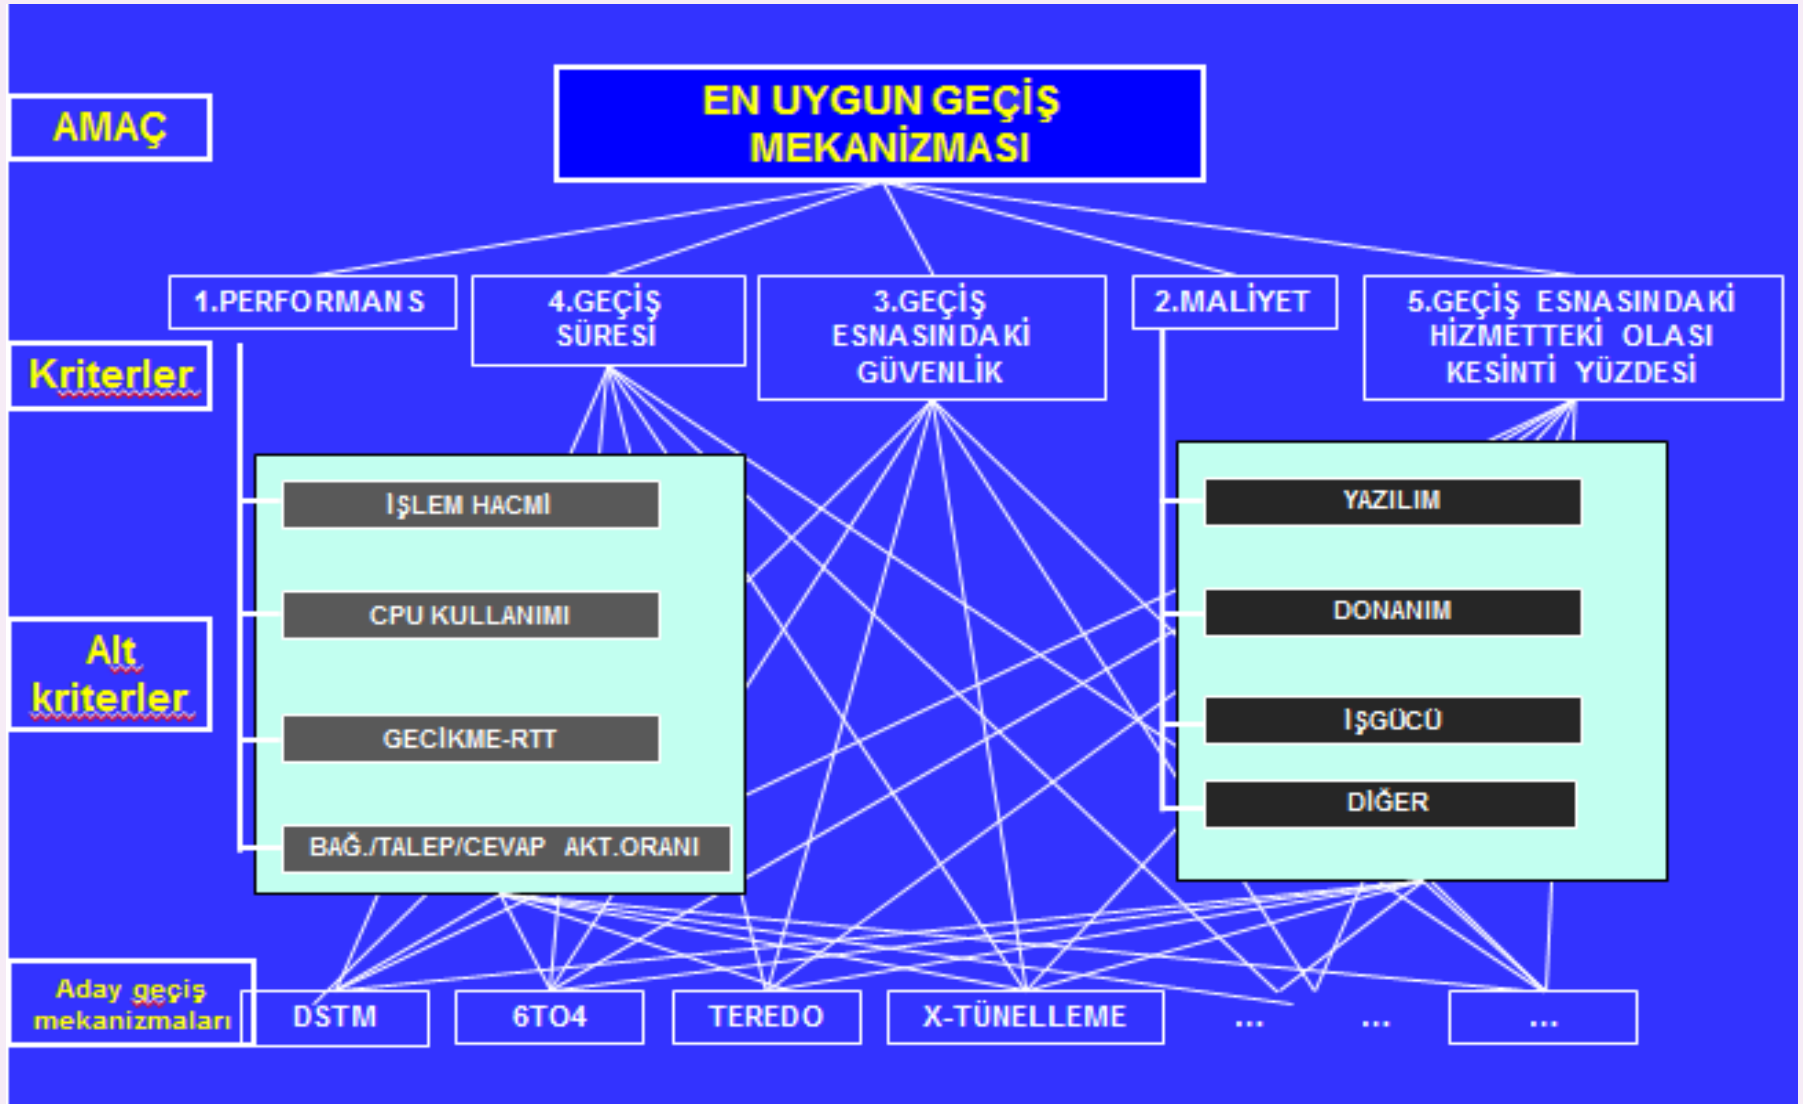 AMAÇ
EN UYGUN GEÇİŞ
MEKANİZMASI
1.PERFORMANS
4.GEÇİŞ
SÜRESİ
3.GEÇİŞ
ESNASINDAKİ
GÜVENLİK
2.MALİYET
5.GEÇİŞ ESNASINDAKİ
HİZMETTEKİ OLASI
KESİNTİ YÜZDESİ
Kriterler
İŞLEM HACMİ
CPU KULLANIMI
GECİKME-RTT
BAĞ./TALEP/CEVAP AKT.ORANI
YAZILIM
DONANIM
İŞGÜCÜ
DİĞER
Alt
kriterler
Aday geçiş
mekanizmaları
DSTM
6TO4
TEREDO
X-TÜNELLEME
...
...
...